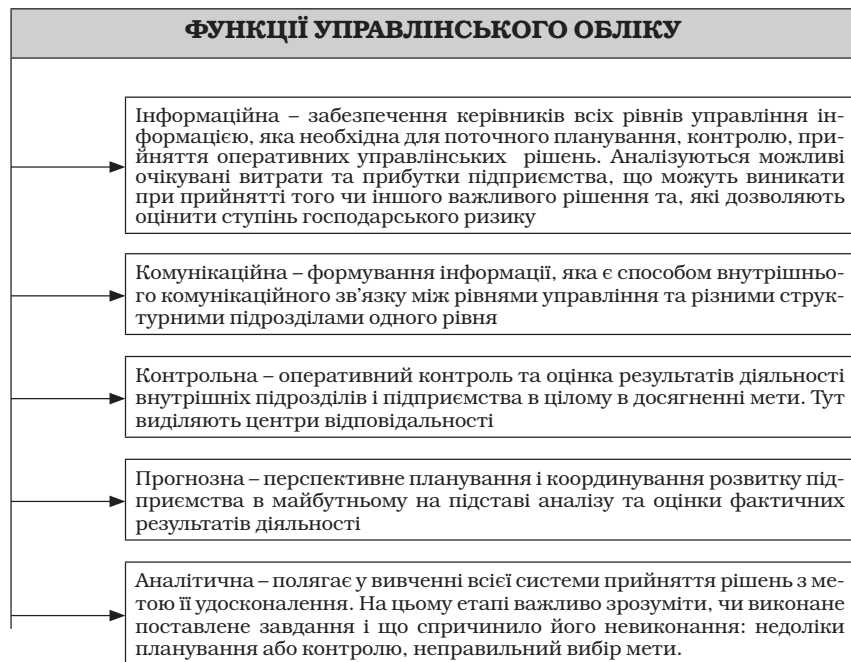 ФУНКЦІЇ УПРАВЛІНСЬКОГО ОБЛІКУ
Інформаційна – забезпечення керівників всіх рівнів управління ін-
формацією, яка необхідна для поточного планування, контролю, при-
йняття оперативних управлінських рішень. Аналізуються можливі
очікувані витрати та прибутки підприємства, що можуть виникати
при прийнятті того чи іншого важливого рішення та, які дозволяють
оцінити ступінь господарського ризику
Комунікаційна – формування інформації, яка є способом внутрішньо-
го комунікаційного зв’язку між рівнями управління та різними струк-
турними підрозділами одного рівня
Контрольна – оперативний контроль та оцінка результатів діяльності
внутрішніх підрозділів і підприємства в цілому в досягненні мети. Тут
виділяють центри відповідальності
Прогнозна – перспективне планування і координування розвитку під-
приємства в майбутньому на підставі аналізу та оцінки фактичних
результатів діяльності
Аналітична – полягає у вивченні всієї системи прийняття рішень з ме-
тою її удосконалення. На цьому етапі важливо зрозуміти, чи виконане
поставлене завдання і що спричинило його невиконання: недоліки
планування або контролю, неправильний вибір мети.